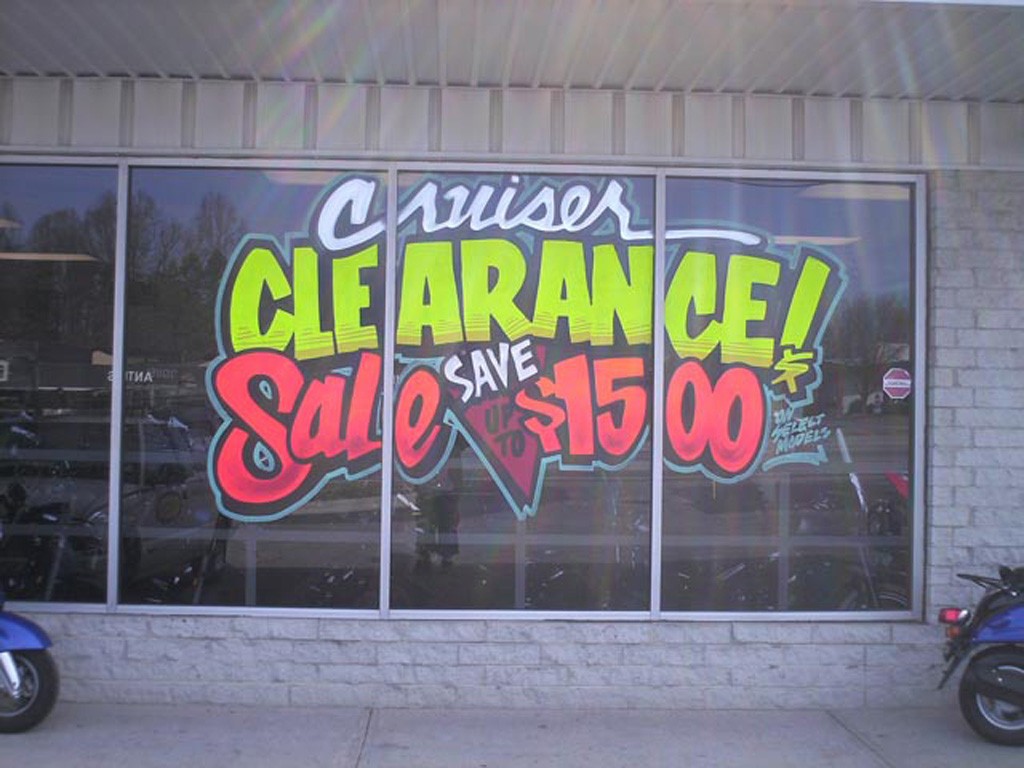 Cruiser
CLEARANCE!
Sale SAVE UP TO $1500
ON SELECT MODELS